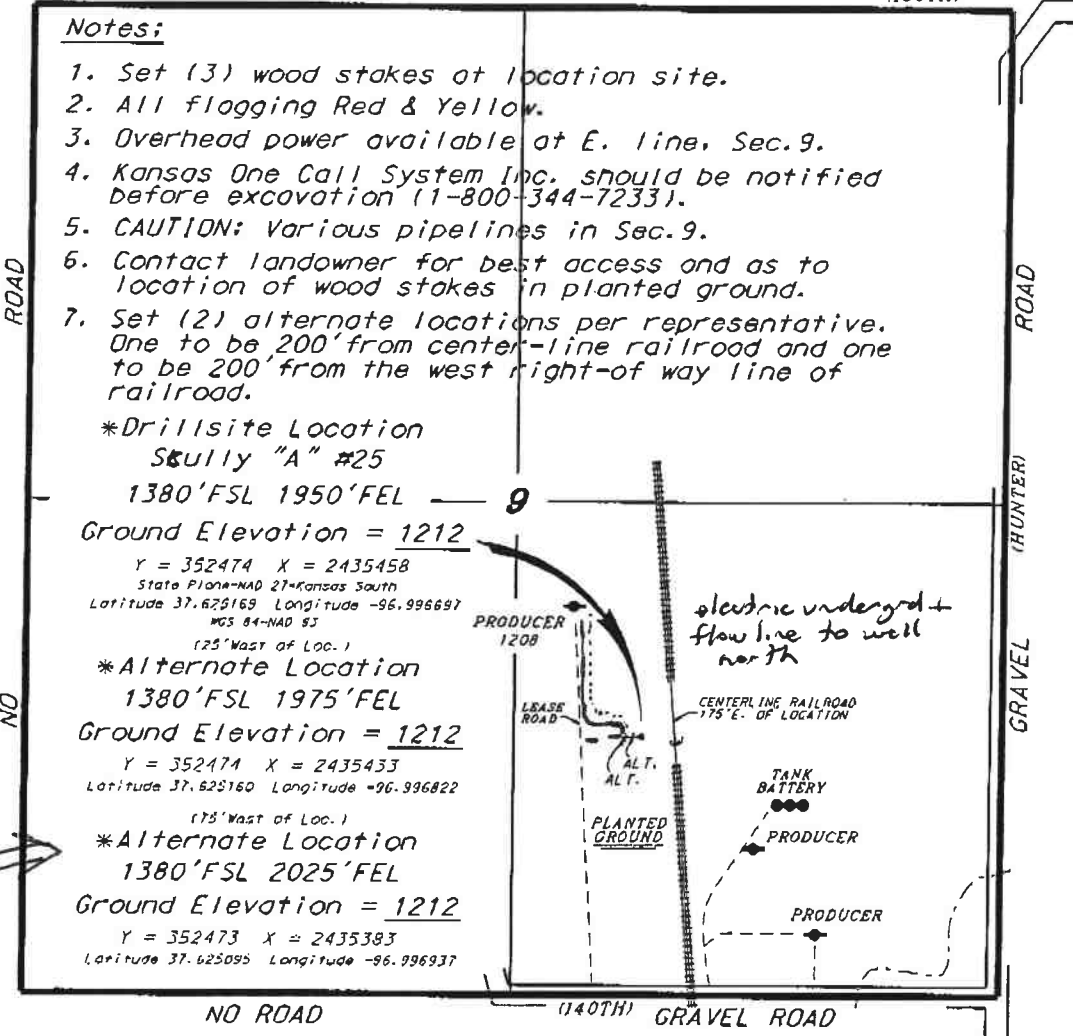 Notes:
1. Set (3) wood stakes at location site.
2. All flagging Red & Yellow.
3. Overhead power available at E. line, Sec. 9.
4. Kansas One Call System Inc. should be notified
before excavation (1-800-344-7233).
5. CAUTION: Various pipelines in Sec. 9.
6. Contact landowner for best access and as to
location of wood stakes in planted ground.
7. Set (2) alternate locations per representative.
One to be 200' from center-line railroad and one
to be 200' from the west right-of way line of
railroad.
*Drillsite Location
Scully "A" #25
1380'FSL 1950'FEL
Ground Elevation = 1212
Y = 352474 X = 2435458
State Plane-NAD 27-Kansas South
Latitude 37.625169 Longitude -96.996697
WGS 84-NAD 83
(25' West of Loc.)
*Alternate Location
1380'FSL 1975'FEL
Ground Elevation = 1212
Y = 352474 X = 2435433
Latitude 37.625160 Longitude -96.996822
(75' West of Loc.)
*Alternate Location
1380'FSL 2025'FEL
Ground Elevation = 1212
Y = 352473 X = 2435383
Latitude 37.625095 Longitude -96.996937
9
PRODUCER
1208
electric undergrd +
flow line to well
north
LEASE
ROAD
CENTERLINE RAILROAD
175'E. OF LOCATION
ALT.
ALT.
PLANTED
GROUND
TANK
BATTERY
PRODUCER
PRODUCER
NO ROAD
NO ROAD
(140TH) GRAVEL ROAD
GRAVEL (HUNTER) ROAD